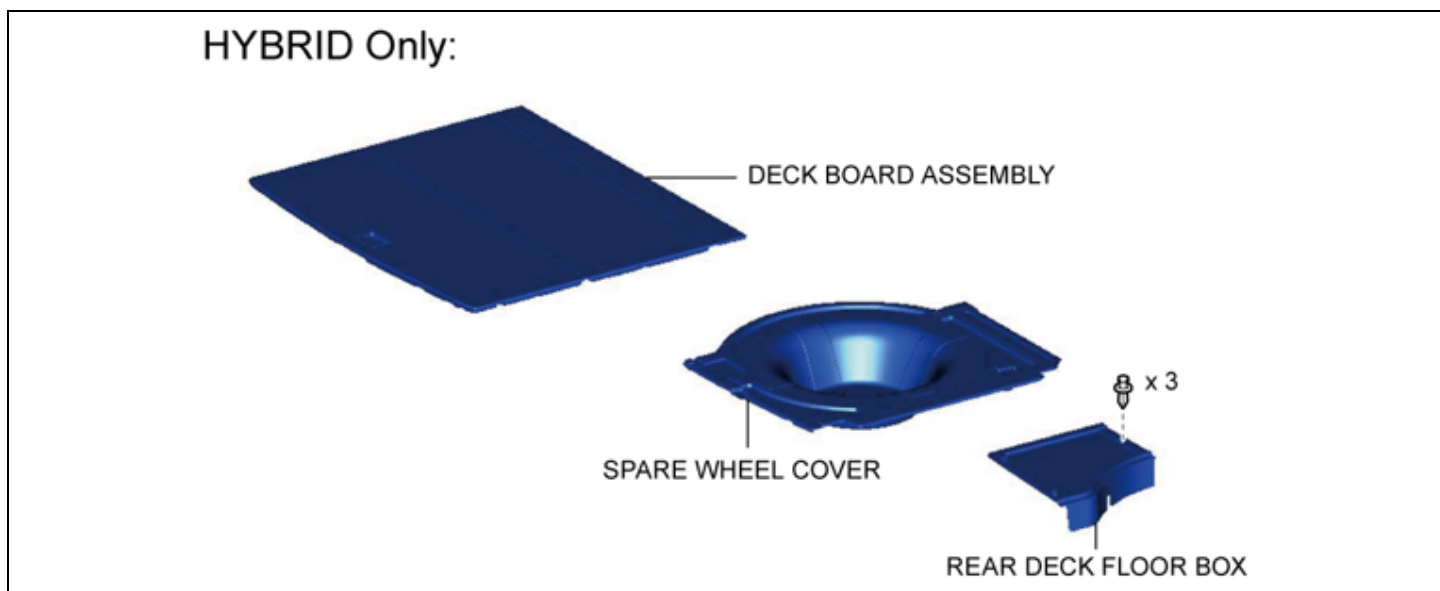 HYBRID Only:
DECK BOARD ASSEMBLY
x 3
SPARE WHEEL COVER
REAR DECK FLOOR BOX